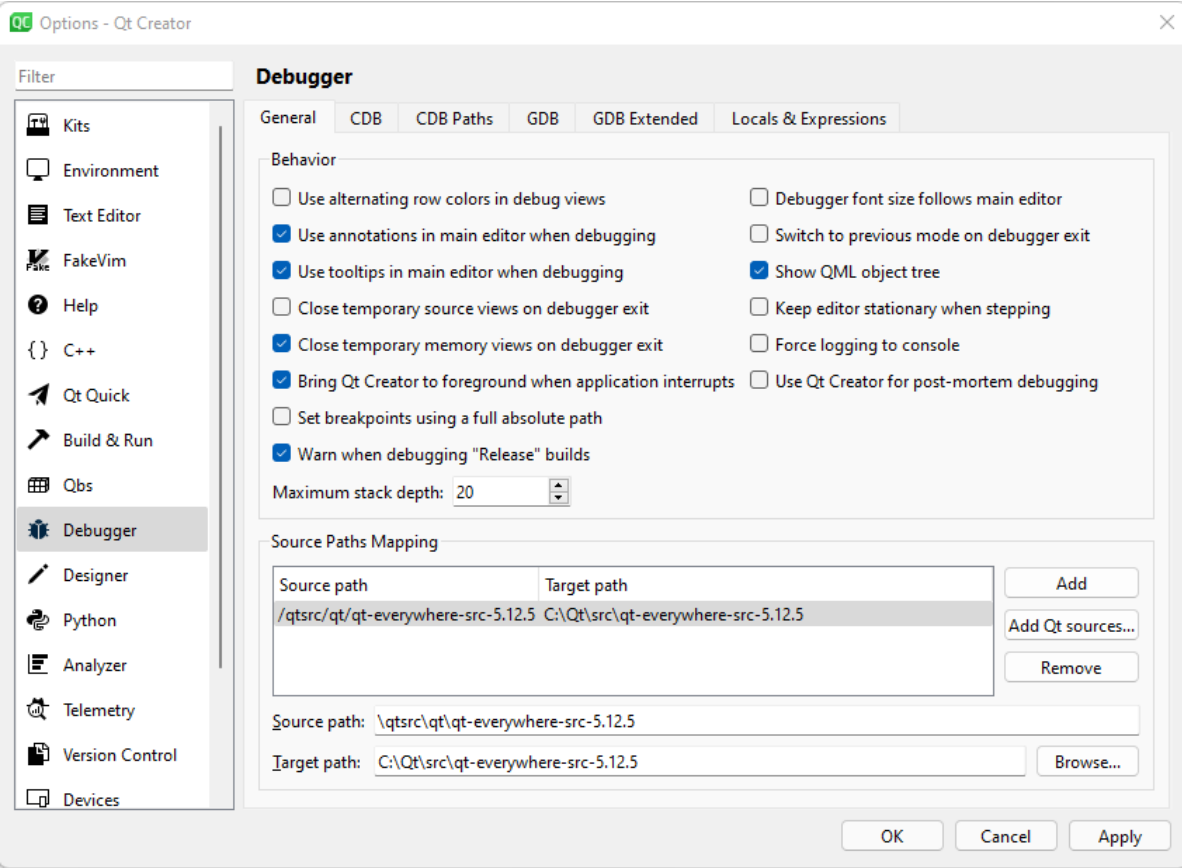 QC Options - Qt Creator
Filter
Kits
Environment
Text Editor
Fake FakeVim
Help
{} C++
Qt Quick
Build & Run
Qbs
Debugger
Designer
Python
Analyzer
Telemetry
Version Control
Devices
Debugger
General CDB CDB Paths GDB GDB Extended Locals & Expressions
Behavior
Use alternating row colors in debug views
Use annotations in main editor when debugging
Use tooltips in main editor when debugging
Close temporary source views on debugger exit
Close temporary memory views on debugger exit
Bring Qt Creator to foreground when application interrupts
Set breakpoints using a full absolute path
Warn when debugging "Release" builds
Debugger font size follows main editor
Switch to previous mode on debugger exit
Show QML object tree
Keep editor stationary when stepping
Force logging to console
Use Qt Creator for post-mortem debugging
Maximum stack depth: 20
Source Paths Mapping
Source path Target path
/qtsrc/qt/qt-everywhere-src-5.12.5 C:\Qt\src\qt-everywhere-src-5.12.5
Add
Add Qt sources...
Remove
Source path: \qtsrc\qt\qt-everywhere-src-5.12.5
Target path: C:\Qt\src\qt-everywhere-src-5.12.5 Browse...
OK Cancel Apply